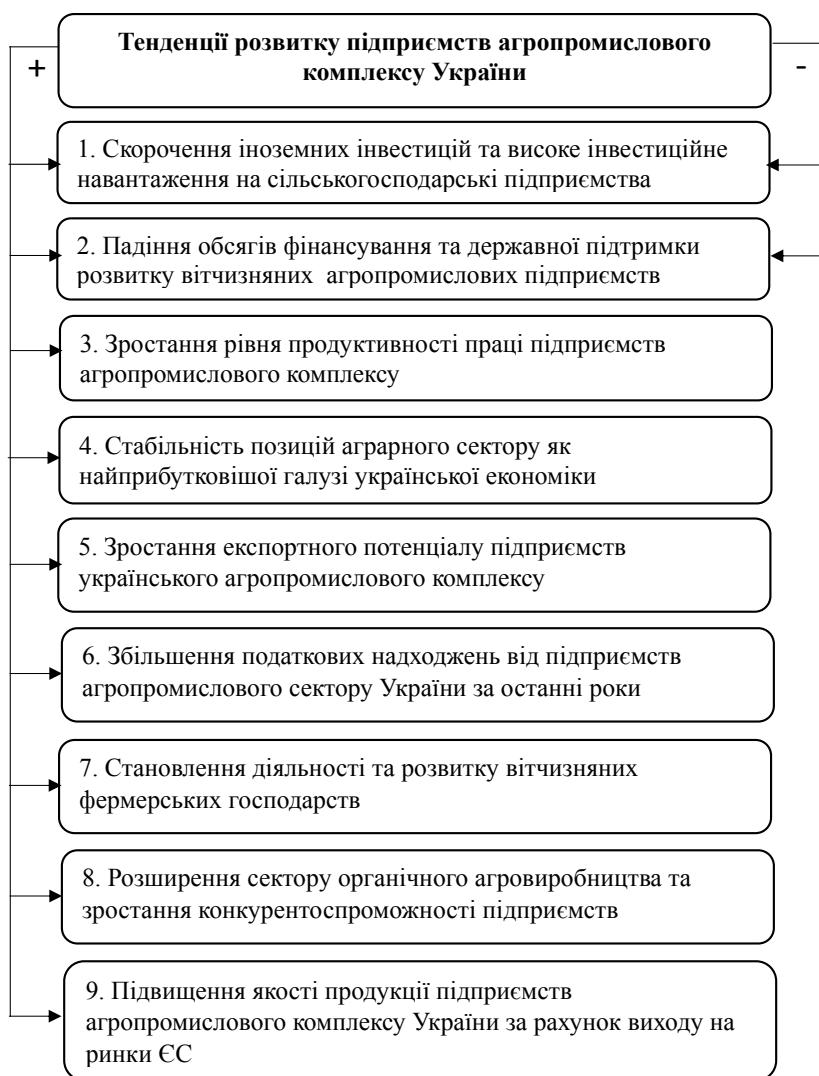 Тенденції розвитку підприємств агропромислового
комплексу України
+
-
1. Скорочення іноземних інвестицій та високе інвестиційне
навантаження на сільськогосподарські підприємства
2. Падіння обсягів фінансування та державної підтримки
розвитку вітчизняних агропромислових підприємств
3. Зростання рівня продуктивності праці підприємств
агропромислового комплексу
4. Стабільність позицій аграрного сектору як
найприбутковішої галузі української економіки
5. Зростання експортного потенціалу підприємств
українського агропромислового комплексу
6. Збільшення податкових надходжень від підприємств
агропромислового сектору України за останні роки
7. Становлення діяльності та розвитку вітчизняних
фермерських господарств
8. Розширення сектору органічного агровиробництва та
зростання конкурентоспроможності підприємств
9. Підвищення якості продукції підприємств
агропромислового комплексу України за рахунок виходу на
ринки ЄС